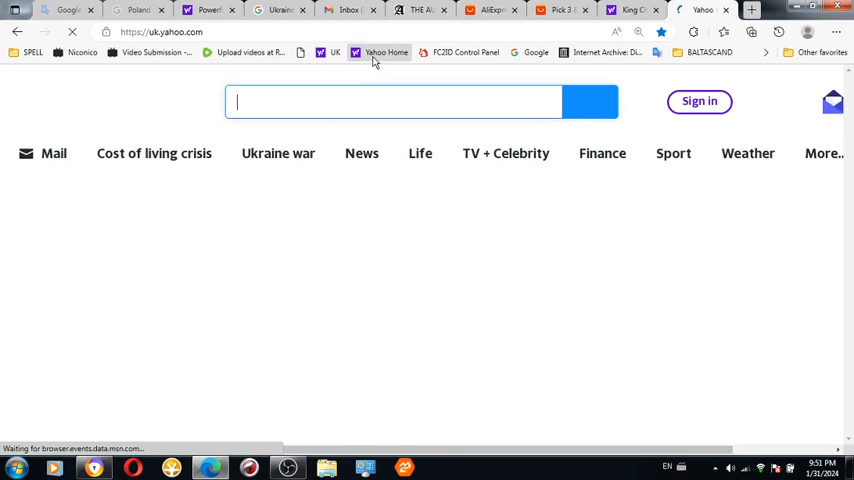 Google
Poland
Powerf
Ukraine
Inbox (
THE AU
AliExpre
Pick 3 &
King Ch
Yahoo
https://uk.yahoo.com
SPELL
Niconico
Video Submission -...
Upload videos at R...
UK
Yahoo Home
FC2ID Control Panel
Google
Internet Archive: Di...
BALTASCAND
Other favorites
Sign in
Mail
Cost of living crisis
Ukraine war
News
Life
TV + Celebrity
Finance
Sport
Weather
More...
Waiting for browser.events.data.msn.com...
EN
9:51 PM
1/31/2024